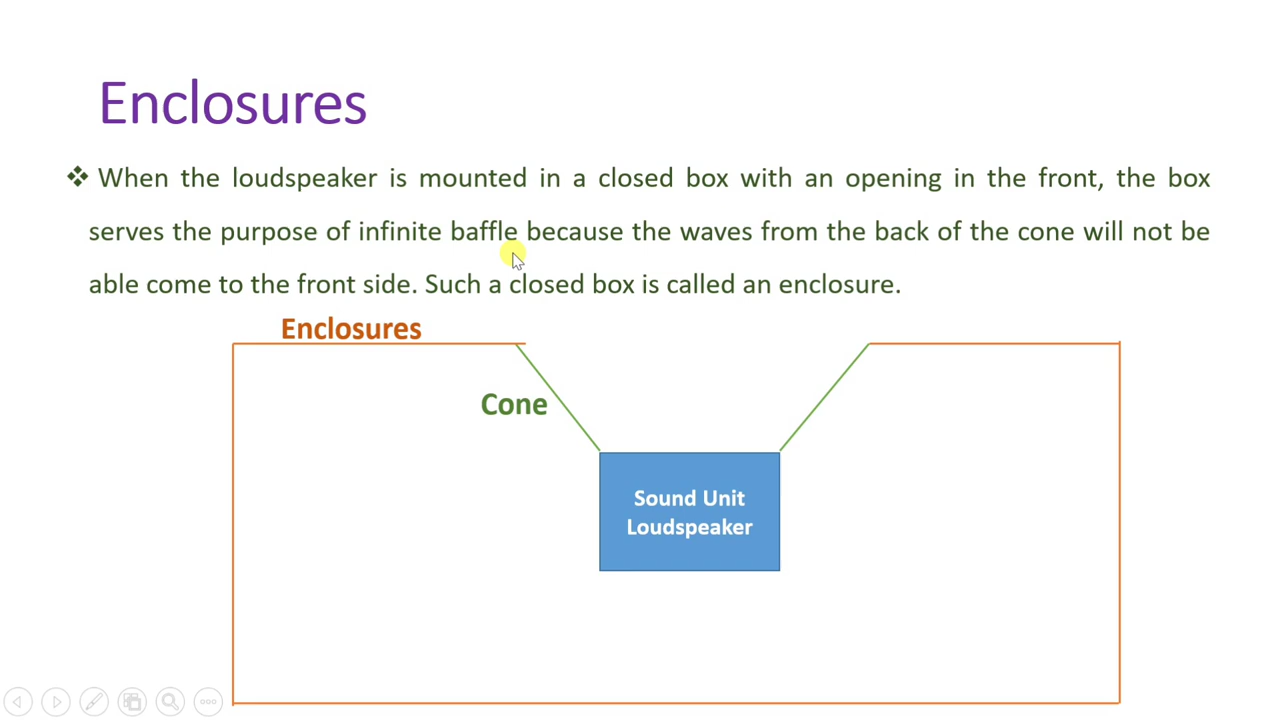 Enclosures
❖ When the loudspeaker is mounted in a closed box with an opening in the front, the box
serves the purpose of infinite baffle because the waves from the back of the cone will not be
able come to the front side. Such a closed box is called an enclosure.
Enclosures
Cone
Sound Unit
Loudspeaker